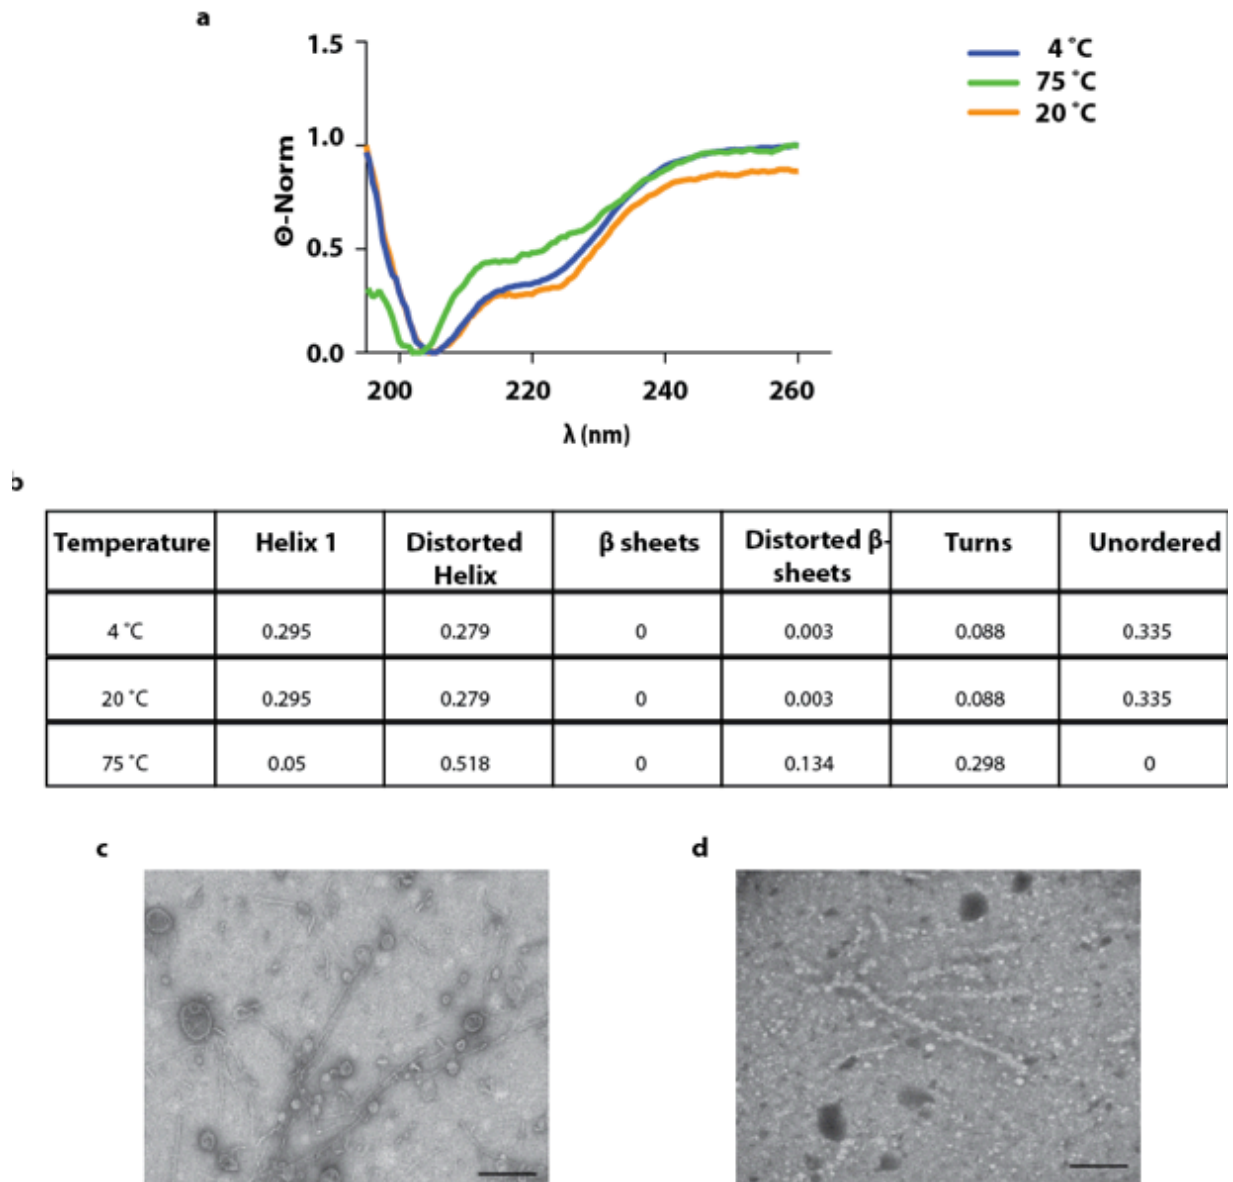 a
1.5
1.0
0.5
0.0
Θ-Norm
200 220 240 260
λ (nm)
4 ˚C
75 ˚C
20 ˚C
b
Temperature Helix 1 Distorted Helix β sheets Distorted β-sheets Turns Unordered
4 ˚C 0.295 0.279 0 0.003 0.088 0.335
20 ˚C 0.295 0.279 0 0.003 0.088 0.335
75 ˚C 0.05 0.518 0 0.134 0.298 0
c
d